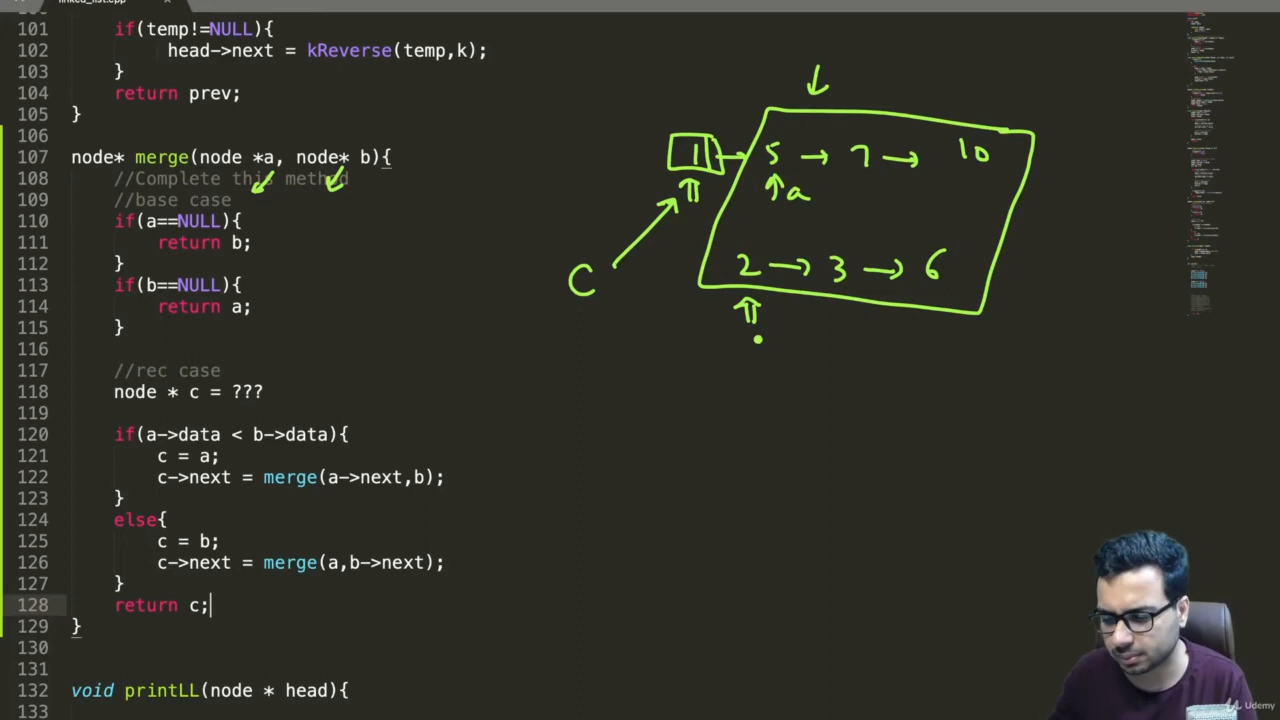 linked_list.cpp
101 if(temp!=NULL){
102 head->next = kReverse(temp,k);
103 }
104 return prev;
105 }
106
107 node* merge(node *a, node* b){
108 //Complete this method
109 //base case
110 if(a==NULL){
111 return b;
112 }
113 if(b==NULL){
114 return a;
115 }
116
117 //rec case
118 node * c = ???
119
120 if(a->data < b->data){
121 c = a;
122 c->next = merge(a->next,b);
123 }
124 else{
125 c = b;
126 c->next = merge(a,b->next);
127 }
128 return c;
129 }
130
131
132 void printLL(node * head){
133
1 → 5 → 7 → 10
a
C
2 → 3 → 6
Udemy